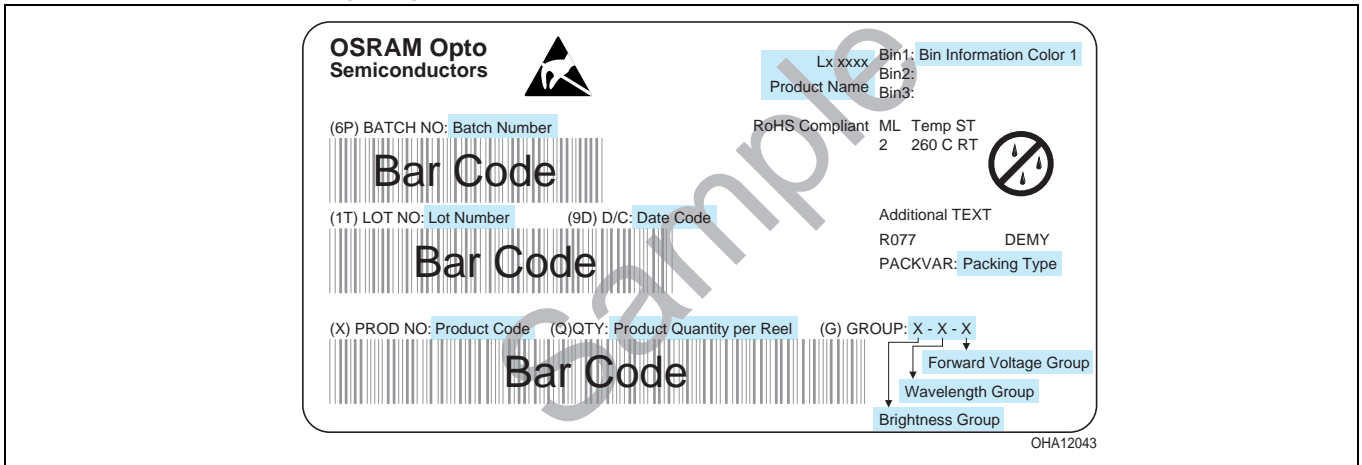 OSRAM Opto
Semiconductors
Lx xxxx
Product Name
Bin1: Bin Information Color 1
Bin2:
Bin3:
(6P) BATCH NO: Batch Number
Bar Code
RoHS Compliant ML Temp ST
2 260 C RT
(1T) LOT NO: Lot Number (9D) D/C: Date Code
Bar Code
Additional TEXT
R077 DEMY
PACKVAR: Packing Type
(X) PROD NO: Product Code (Q)QTY: Product Quantity per Reel (G) GROUP: X - X - X
Bar Code
Forward Voltage Group
Wavelength Group
Brightness Group
Sample
OHA12043